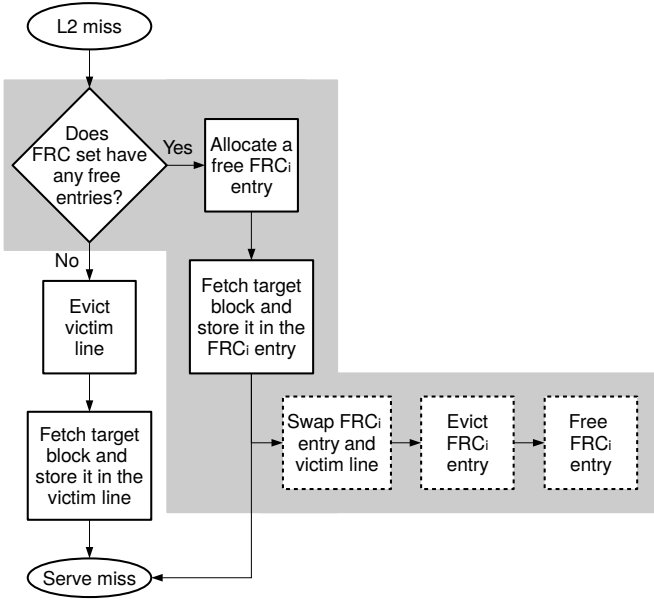 L2 miss
Does
FRC set have
any free
entries?
Yes
Allocate a
free FRCi
entry
No
Evict
victim
line
Fetch target
block and
store it in the
FRCi entry
Fetch target
block and
store it in the
victim line
Swap FRCi
entry and
victim line
Evict
FRCi
entry
Free
FRCi
entry
Serve miss